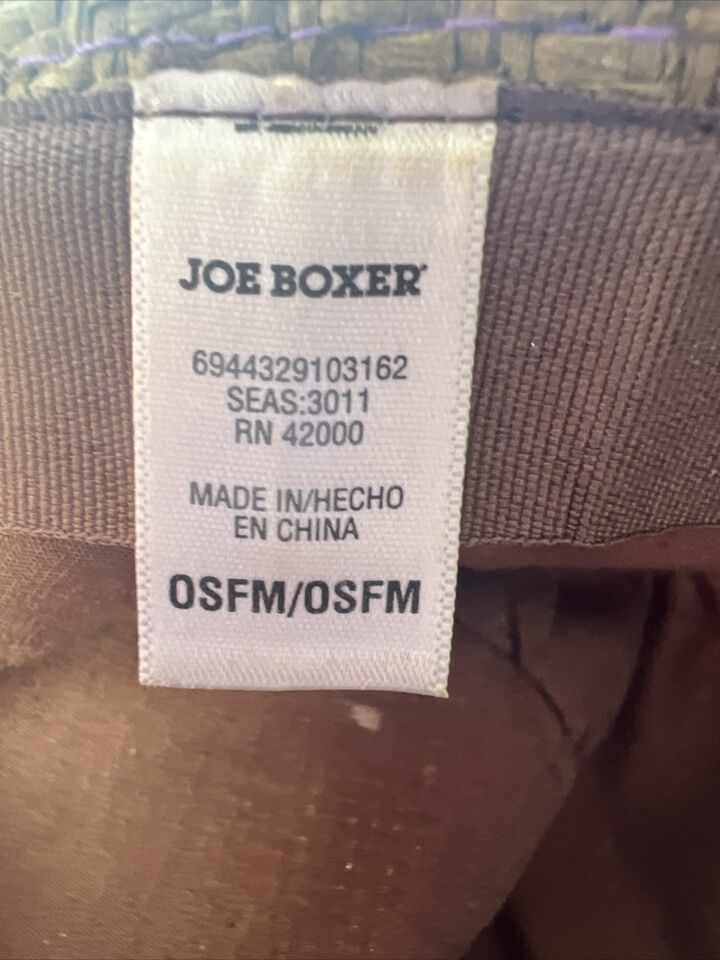 JOE BOXER
6944329103162
SEAS:3011
RN 42000
MADE IN/HECHO
EN CHINA
OSFM/OSFM